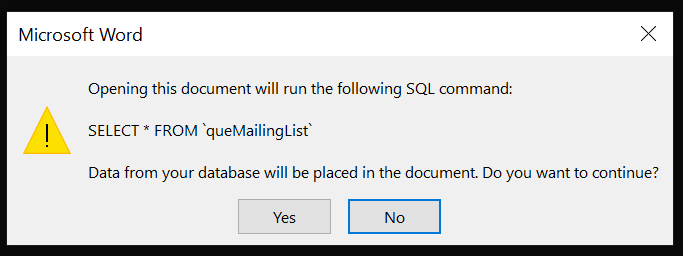 Microsoft Word
Opening this document will run the following SQL command:
SELECT * FROM `queMailingList`
Data from your database will be placed in the document. Do you want to continue?
Yes No